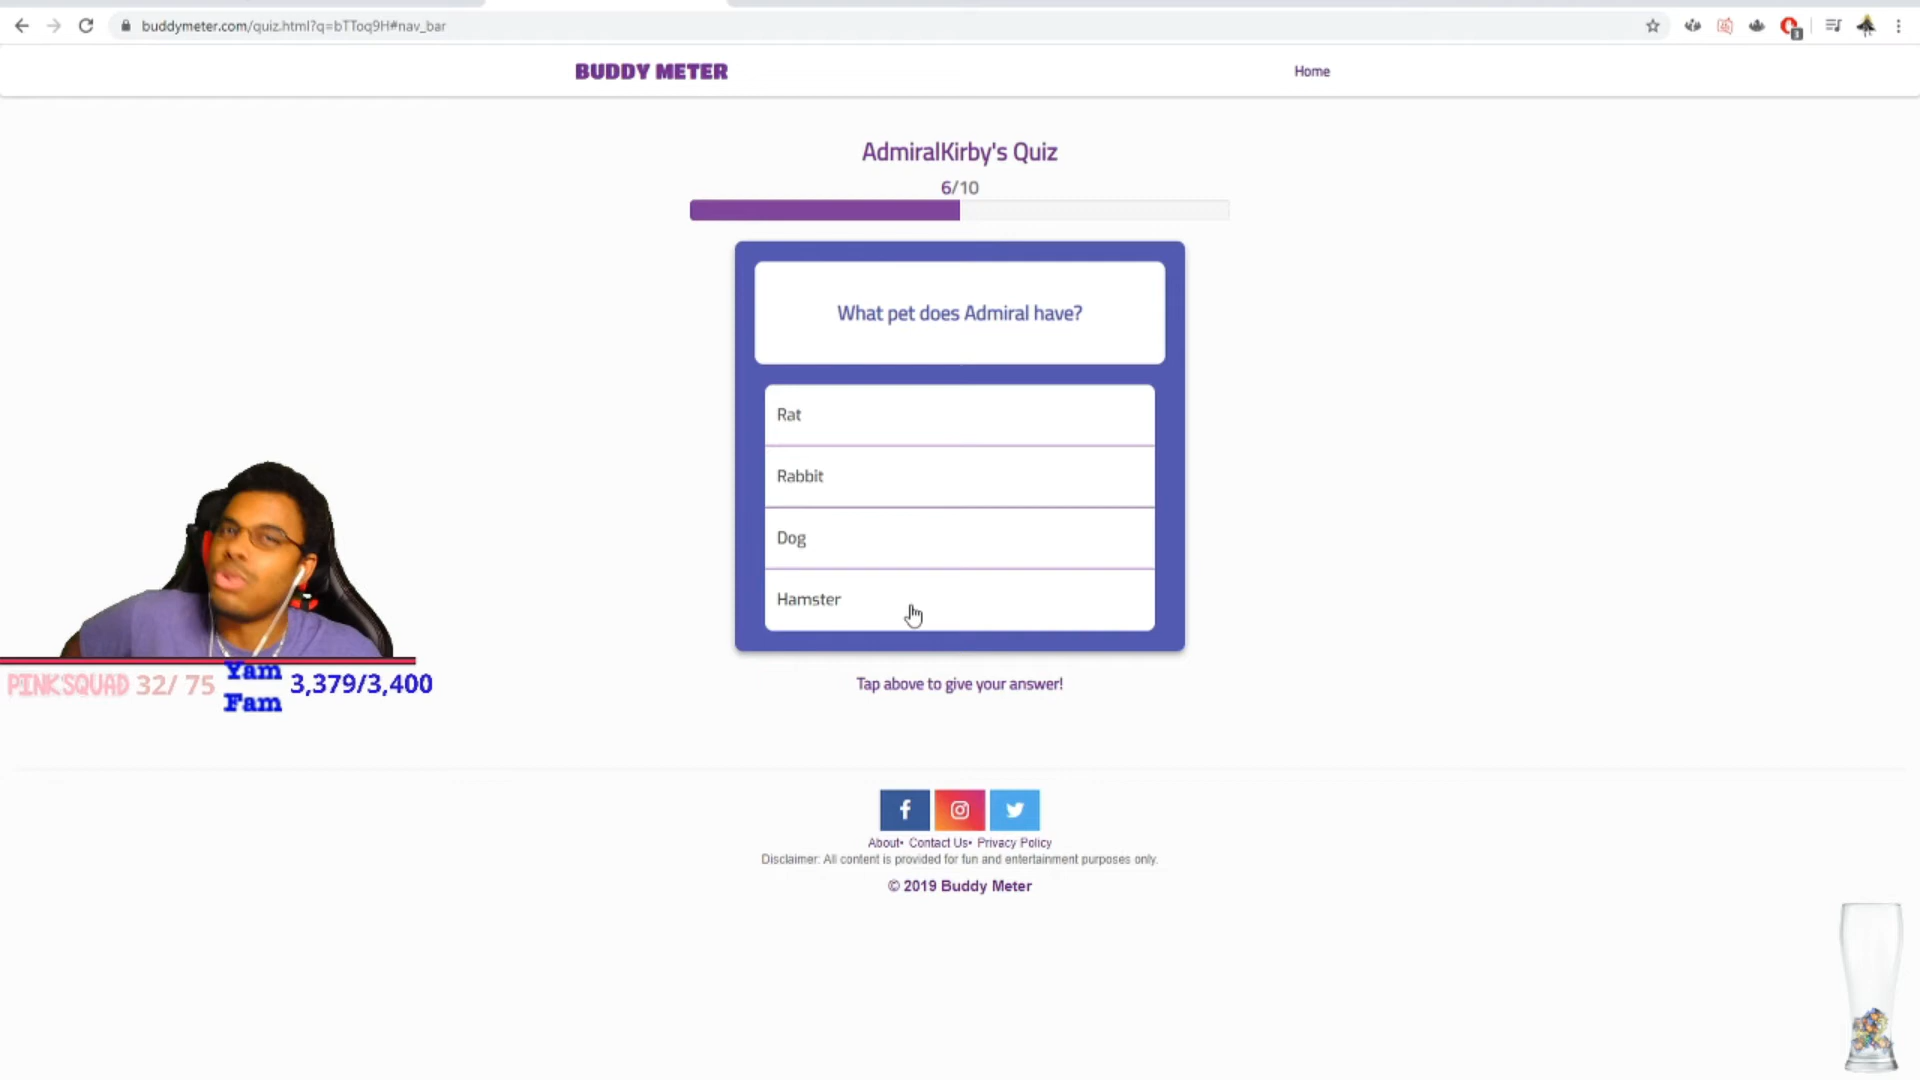 buddymeter.com/quiz.html?q=bTToq9H#nav_bar
3
BUDDY METER
Home
AdmiralKirby's Quiz
6/10
What pet does Admiral have?
Rat
Rabbit
Dog
Hamster
Tap above to give your answer!
PINKSQUAD 32/ 75
Yam
Fam
3,379/3,400
About• Contact Us• Privacy Policy
Disclaimer: All content is provided for fun and entertainment purposes only.
© 2019 Buddy Meter